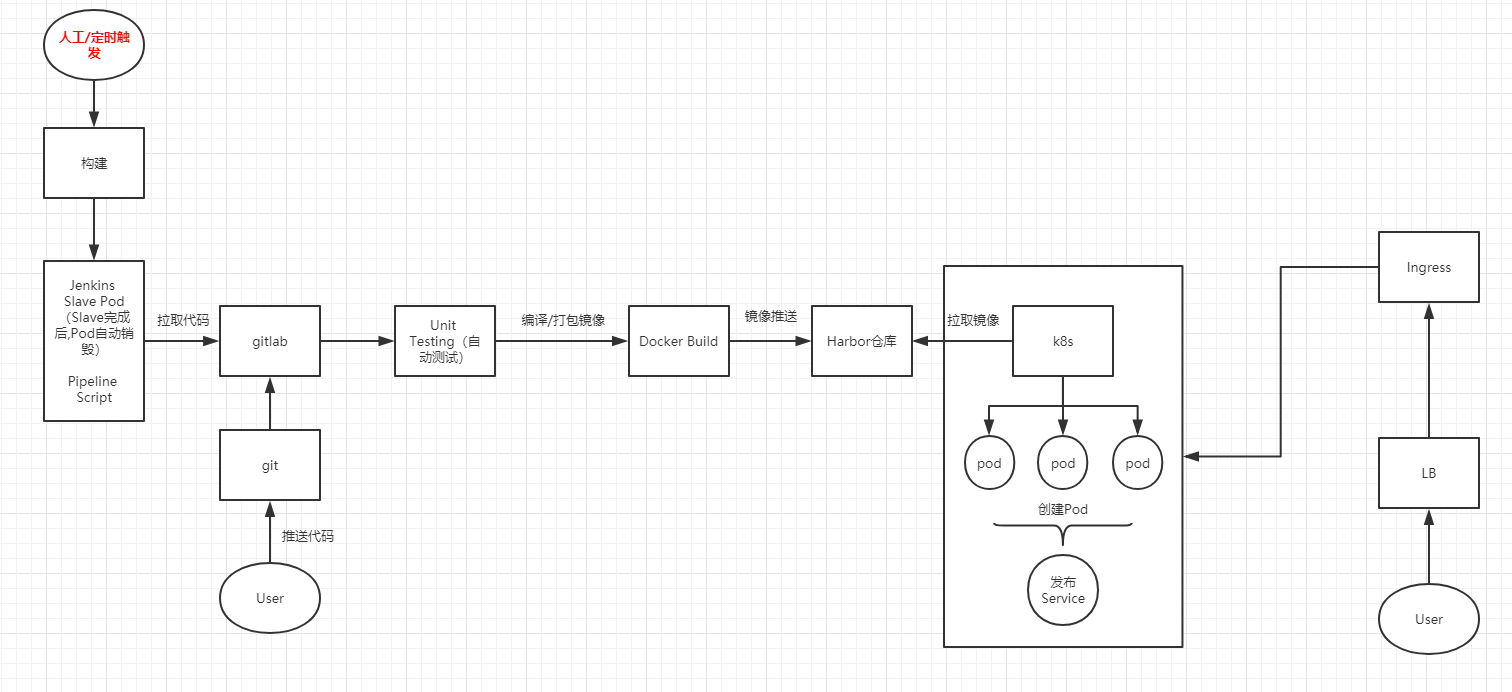 人工/定时触
发
构建
Jenkins
Slave Pod
（Slave完成
后,Pod自动销
毁）
Pipeline
Script
拉取代码
gitlab
git
推送代码
User
Unit
Testing（自
动测试）
编译/打包镜像
Docker Build
镜像推送
Harbor仓库
拉取镜像
k8s
pod
pod
pod
创建Pod
发布
Service
Ingress
LB
User